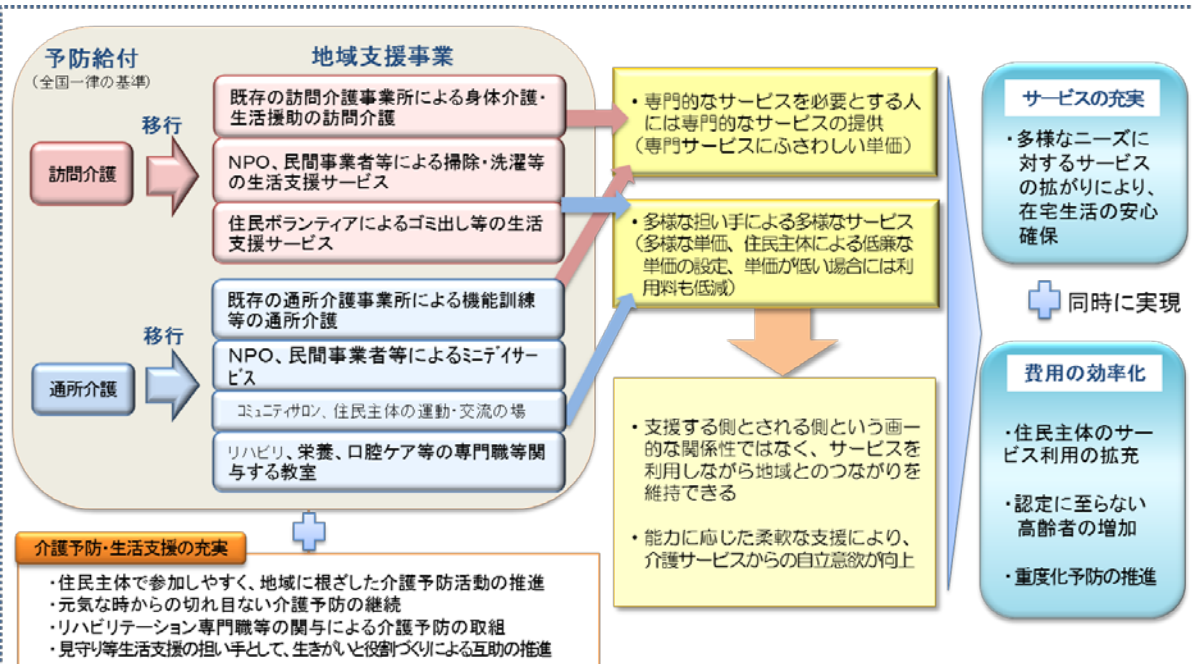 予防給付
(全国一律の基準)
地域支援事業
移行
訪問介護
既存の訪問介護事業所による身体介護・
生活援助の訪問介護
NPO、民間事業者等による掃除・洗濯等
の生活支援サービス
住民ボランティアによるゴミ出し等の生活
支援サービス
移行
通所介護
既存の通所介護事業所による機能訓練
等の通所介護
NPO、民間事業者等によるミニデイサー
ビス
コミュニティサロン、住民主体の運動・交流の場
リハビリ、栄養、口腔ケア等の専門職等関
与する教室
介護予防・生活支援の充実
・住民主体で参加しやすく、地域に根ざした介護予防活動の推進
・元気な時からの切れ目ない介護予防の継続
・リハビリテーション専門職等の関与による介護予防の取組
・見守り等生活支援の担い手として、生きがいと役割づくりによる互助の推進
・専門的なサービスを必要とする人
には専門的なサービスの提供
(専門サービスにふさわしい単価)
・多様な担い手による多様なサービス
(多様な単価、住民主体による低廉な
単価の設定、単価が低い場合には利
用料も低減)
・支援する側とされる側という画一
的な関係性ではなく、サービスを
利用しながら地域とのつながりを
維持できる
・能力に応じた柔軟な支援により、
介護サービスからの自立意欲が向上
サービスの充実
・多様なニーズに
対するサービス
の拡がりにより、
在宅生活の安心
確保
同時に実現
費用の効率化
・住民主体のサー
ビス利用の拡充
・認定に至らない
高齢者の増加
・重度化予防の推進